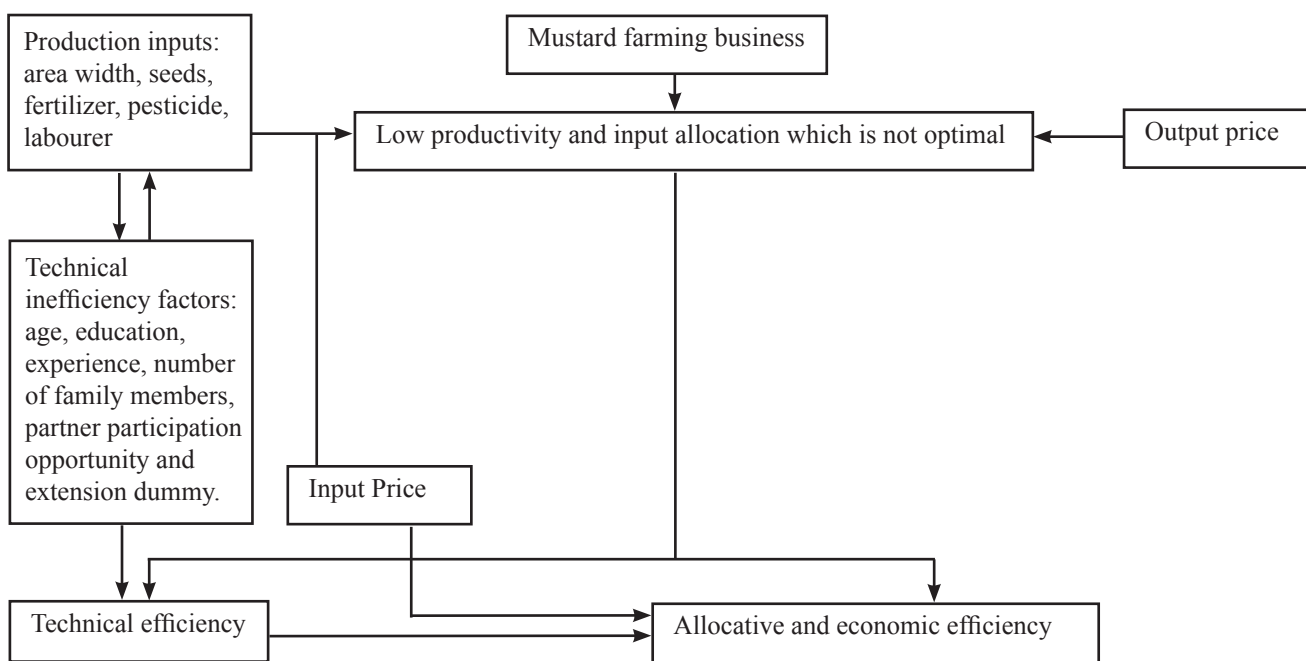 Production inputs:
area width, seeds,
fertilizer, pesticide,
labourer
Mustard farming business
Low productivity and input allocation which is not optimal
Output price
Technical
inefficiency factors:
age, education,
experience, number
of family members,
partner participation
opportunity and
extension dummy.
Input Price
Technical efficiency
Allocative and economic efficiency